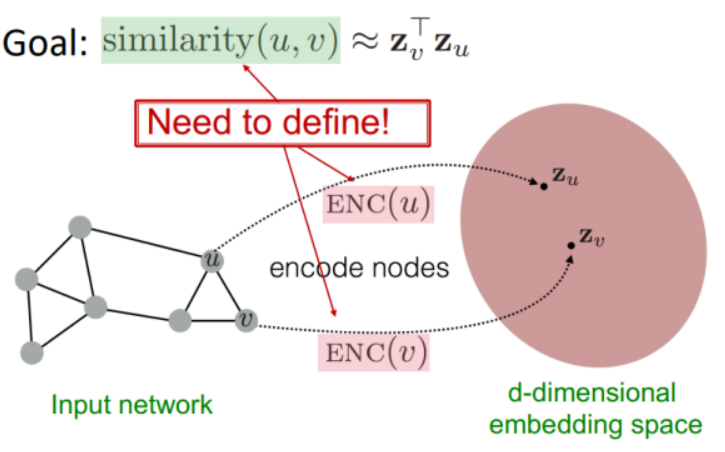 Goal: similarity(u, v) ≈ z_v^⊤ z_u
Need to define!
z_u
ENC(u)
z_v
u
encode nodes
v
ENC(v)
Input network
d-dimensional
embedding space